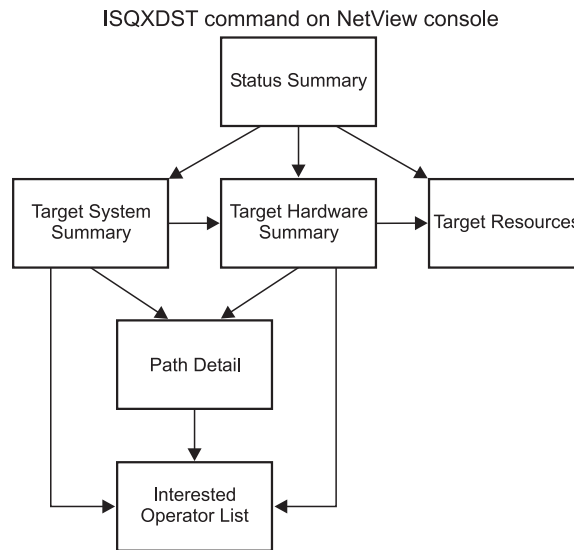 ISQXDST command on NetView console
Status Summary
Target System
Summary
Target Hardware
Summary
Target Resources
Path Detail
Interested
Operator List